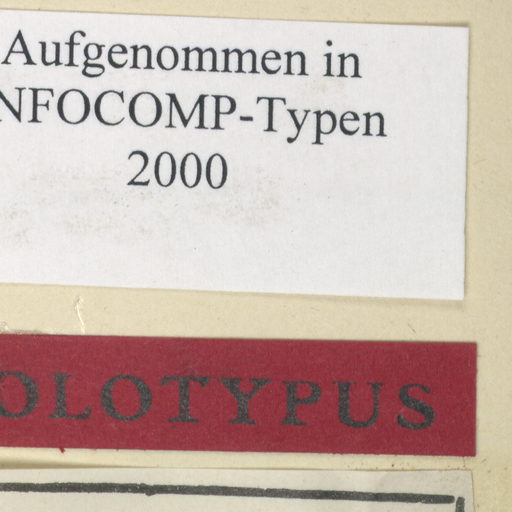 Aufgenommen in
NFOCOMP-Typen
2000
OLOTYPUS